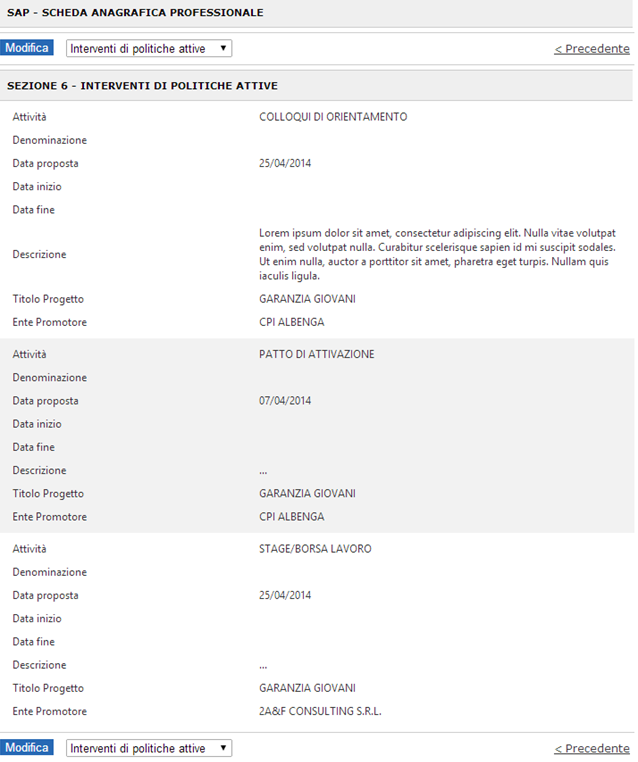 SAP - SCHEDA ANAGRAFICA PROFESSIONALE
Modifica Interventi di politiche attive < Precedente
SEZIONE 6 - INTERVENTI DI POLITICHE ATTIVE
Attività COLLOQUI DI ORIENTAMENTO
Denominazione
Data proposta 25/04/2014
Data inizio
Data fine
Descrizione Lorem ipsum dolor sit amet, consectetur adipiscing elit. Nulla vitae volutpat
enim, sed volutpat nulla. Curabitur scelerisque sapien id mi suscipit sodales.
Ut enim nulla, auctor a porttitor sit amet, pharetra eget turpis. Nullam quis
iaculis ligula.
Titolo Progetto GARANZIA GIOVANI
Ente Promotore CPI ALBENGA
Attività PATTO DI ATTIVAZIONE
Denominazione
Data proposta 07/04/2014
Data inizio
Data fine
Descrizione ...
Titolo Progetto GARANZIA GIOVANI
Ente Promotore CPI ALBENGA
Attività STAGE/BORSA LAVORO
Denominazione
Data proposta 25/04/2014
Data inizio
Data fine
Descrizione ...
Titolo Progetto GARANZIA GIOVANI
Ente Promotore 2A&F CONSULTING S.R.L.
Modifica Interventi di politiche attive < Precedente